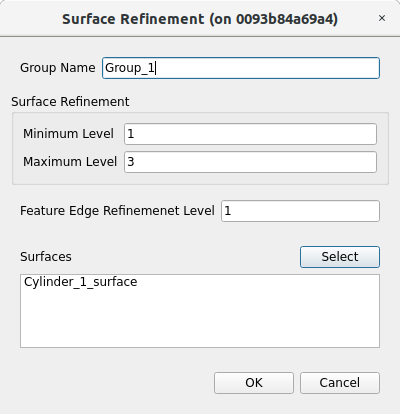 Surface Refinement (on 0093b84a69a4) ×
Group Name Group_1
Surface Refinement
Minimum Level 1
Maximum Level 3
Feature Edge Refinemenet Level 1
Surfaces Select
Cylinder_1_surface
OK Cancel